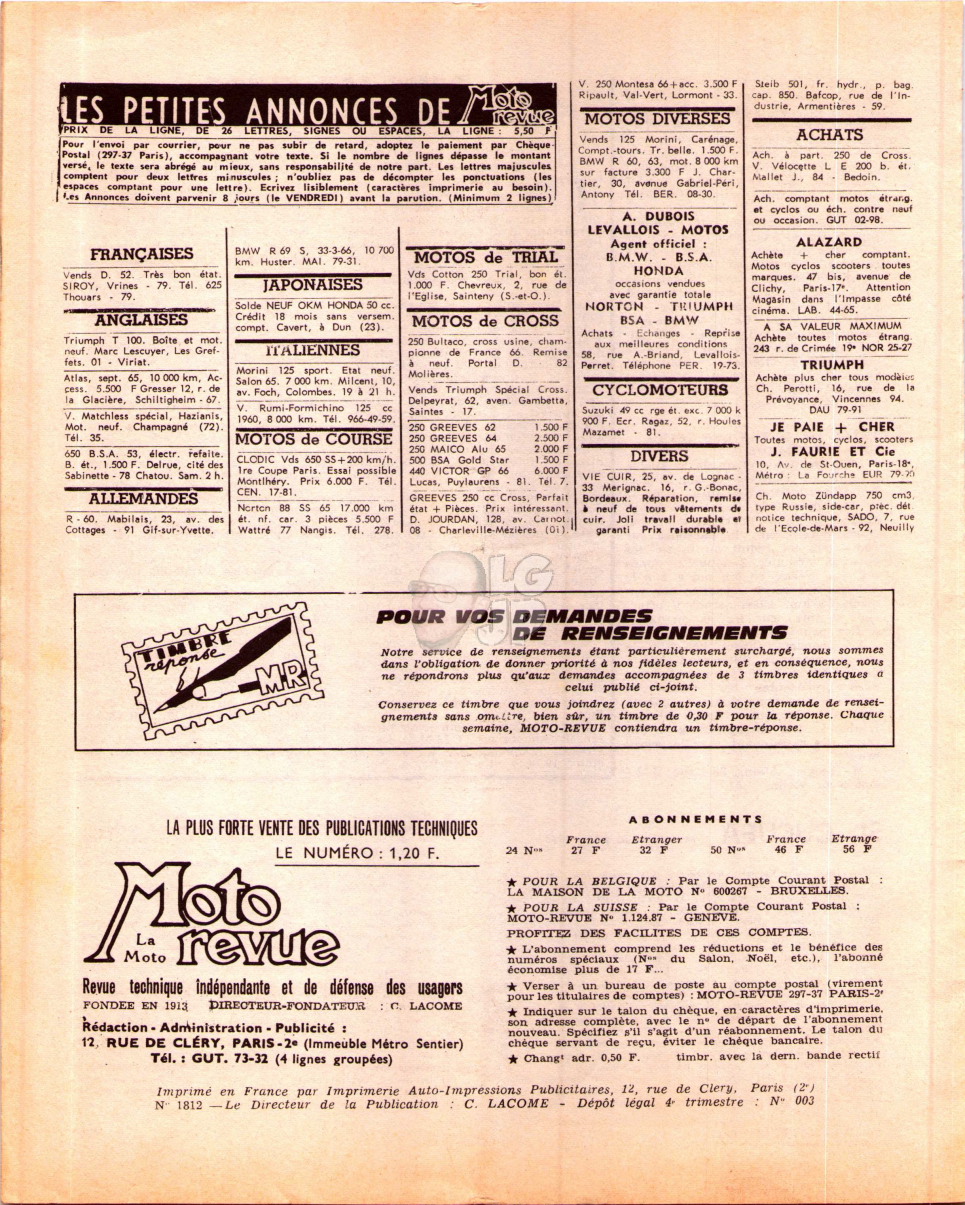 LES PETITES ANNONCES DE Moto revue
PRIX DE LA LIGNE, DE 26 LETTRES, SIGNES OU ESPACES, LA LIGNE : 5,50 F
Pour l'envoi par courrier, pour ne pas subir de retard, adoptez le paiement par Chèque-
Postal (297-37 Paris), accompagnant votre texte. Si le nombre de lignes dépasse le montant
versé, le texte sera abrégé au mieux, sans responsabilité de notre part. Les lettres majuscules
comptent pour deux lettres minuscules ; n'oubliez pas de décompter les ponctuations (les
espaces comptant pour une lettre). Ecrivez lisiblement (caractères imprimerie au besoin).
Les Annonces doivent parvenir 8 jours (le VENDREDI) avant la parution. (Minimum 2 lignes)
FRANÇAISES
Vends D. 52. Très bon état.
SIROY, Vrines - 79. Tél. 625
Thouars - 79.
ANGLAISES
Triumph T 100. Boîte et mot.
neuf. Marc Lescuyer, Les Gref-
fets. 01 - Viriat.
Atlas, sept. 65, 10 000 km, Ac-
cess. 5.500 F Gresser 12, r. de
la Glacière, Schiltigheim - 67.
V. Matchless spécial, Hazianis,
Mot. neuf. Champagné (72).
Tél. 35.
650 B.S.A. 53, électr. refaite.
B. ét., 1.500 F. Delrue, cité des
Sabinette - 78 Chatou. Sam. 2 h.
ALLEMANDES
R - 60. Mabilais, 23, av. des
Cottages - 91 Gif-sur-Yvette.
BMW R 69 S, 33-3-66, 10 700
km. Huster. MAI. 79-31.
JAPONAISES
Solde NEUF OKM HONDA 50 cc.
Crédit 18 mois sans versem.
compt. Cavert, à Dun (23).
ITALIENNES
Morini 125 sport. Etat neuf.
Salon 65. 7 000 km. Milcent, 10,
av. Foch, Colombes. 19 à 21 h.
V. Rumi-Formichino 125 cc
1960, 8 000 km. Tél. 966-49-59.
MOTOS de COURSE
CLODIC Vds 650 SS+200 km/h.
1re Coupe Paris. Essai possible
Montlhéry. Prix 6.000 F. Tél.
CEN. 17-81.
Norton 88 SS 65 17.000 km
ét. nf. car. 3 pièces 5.500 F
Wattré 77 Nangis. Tél. 278.
MOTOS de TRIAL
Vds Cotton 250 Trial, bon ét.
1.000 F. Chevreux, 2, rue de
l'Eglise, Sainteny (S.-et-O.).
MOTOS de CROSS
250 Bultaco, cross usine, cham-
pionne de France 66. Remise
à neuf. Portal D. 82
Molières.
Vends Triumph Spécial Cross.
Delpeyrat, 62, aven. Gambetta,
Saintes - 17.
250 GREEVES 62 1.500 F
250 GREEVES 64 2.500 F
250 MAICO Alu 65 2.000 F
500 BSA Gold Star 1.500 F
440 VICTOR GP 66 6.000 F
Lucas, Puylaurens - 81. Tél. 7.
GREEVES 250 cc Cross, Parfait
état + Pièces. Prix intéressant.
D. JOURDAN, 128, av. Carnot.
08 - Charleville-Mézières (Gi).
V. 250 Montesa 66+acc. 3.500 F
Ripault, Val-Vert, Lormont - 33.
MOTOS DIVERSES
Vends 125 Morini, Carénage,
Compt.-tours. Tr. belle. 1.500 F.
BMW R 60, 63, mot. 8 000 km
sur facture 3.300 F J. Char-
tier, 30, avenue Gabriel-Péri,
Antony Tél. BER. 08-30.
A. DUBOIS
LEVALLOIS - MOTOS
Agent officiel :
B.M.W. - B.S.A.
HONDA
occasions vendues
avec garantie totale
NORTON - TRIUMPH
BSA - BMW
Achats - Echanges - Reprise
aux meilleures conditions
58, rue A.-Briand, Levallois-
Perret. Téléphone PER. 19-73.
CYCLOMOTEURS
Suzuki 49 cc rge ét. exc. 7 000 k
900 F. Ecr. Ragaz, 52, r. Houles
Mazamet - 81.
DIVERS
VIE CUIR, 25, av. de Lognac -
33 Merignac. 16, r. G.-Bonac,
Bordeaux. Réparation, remise
à neuf de tous vêtements de
cuir. Joli travail durable et
garanti Prix raisonnable.
Steib 501, fr. hydr., p. bag.
cap. 850. Bafcop, rue de l'In-
dustrie, Armentières - 59.
ACHATS
Ach. à part. 250 de Cross.
V. Vélocette L E 200 b. ét.
Mallet J., 84 - Bedoin.
Ach. comptant motos étrang.
et cyclos ou éch. contre neuf
ou occasion. GUT 02-98.
ALAZARD
Achète + cher comptant.
Motos cyclos scooters toutes
marques. 47 bis, avenue de
Clichy, Paris-17e. Attention
Magasin dans l'Impasse côté
cinéma. LAB. 44-65.
A SA VALEUR MAXIMUM
Achète toutes motos étrang.
243 r. de Crimée 19e NOR 25-27
TRIUMPH
Achète plus cher tous modèles
Ch. Perotti, 16, rue de la
Prévoyance, Vincennes 94.
DAU 79-91
JE PAIE + CHER
Toutes motos, cyclos, scooters
J. FAURIE ET Cie
10, Av. de St-Ouen, Paris-18e,
Métro : La Fourche EUR 79-70
Ch. Moto Zündapp 750 cm3,
type Russie, side-car, pièc. dét.
notice technique, SADO, 7, rue
de l'Ecole-de-Mars - 92, Neuilly
LG
JP
TIMBRE
réponse
MR
POUR VOS DEMANDES
DE RENSEIGNEMENTS
Notre service de renseignements étant particulièrement surchargé, nous sommes
dans l'obligation de donner priorité à nos fidèles lecteurs, et en conséquence, nous
ne répondrons plus qu'aux demandes accompagnées de 3 timbres identiques à
celui publié ci-joint.
Conservez ce timbre que vous joindrez (avec 2 autres) à votre demande de rensei-
gnements sans omettre, bien sûr, un timbre de 0,30 F pour la réponse. Chaque
semaine, MOTO-REVUE contiendra un timbre-réponse.
LA PLUS FORTE VENTE DES PUBLICATIONS TECHNIQUES
LE NUMÉRO : 1,20 F.
Moto
La Moto revue
Revue technique indépendante et de défense des usagers
FONDEE EN 1913 DIRECTEUR-FONDATEUR : C. LACOME
Rédaction - Administration - Publicité :
12, RUE DE CLÉRY, PARIS-2e (Immeuble Métro Sentier)
Tél. : GUT. 73-32 (4 lignes groupées)
ABONNEMENTS
France Etranger France Etrange
24 Nos 27 F 32 F 50 Nos 46 F 56 F
★ POUR LA BELGIQUE : Par le Compte Courant Postal :
LA MAISON DE LA MOTO No 600267 - BRUXELLES.
★ POUR LA SUISSE : Par le Compte Courant Postal :
MOTO-REVUE No 1.124.87 - GENEVE.
PROFITEZ DES FACILITES DE CES COMPTES.
★ L'abonnement comprend les réductions et le bénéfice des
numéros spéciaux (Nos du Salon, Noël, etc.), l'abonné
économise plus de 17 F...
★ Verser à un bureau de poste au compte postal (virement
pour les titulaires de comptes) : MOTO-REVUE 297-37 PARIS-2e
★ Indiquer sur le talon du chèque, en caractères d'imprimerie,
son adresse complète, avec le no de départ de l'abonnement
nouveau. Spécifiez s'il s'agit d'un réabonnement. Le talon du
chèque servant de reçu, éviter le chèque bancaire.
★ Changt adr. 0,50 F. timbr. avec la dern. bande rectif
Imprimé en France par Imprimerie Auto-Impressions Publicitaires, 12, rue de Clery, Paris (2e)
No 1812 — Le Directeur de la Publication : C. LACOME - Dépôt légal 4e trimestre : No 003